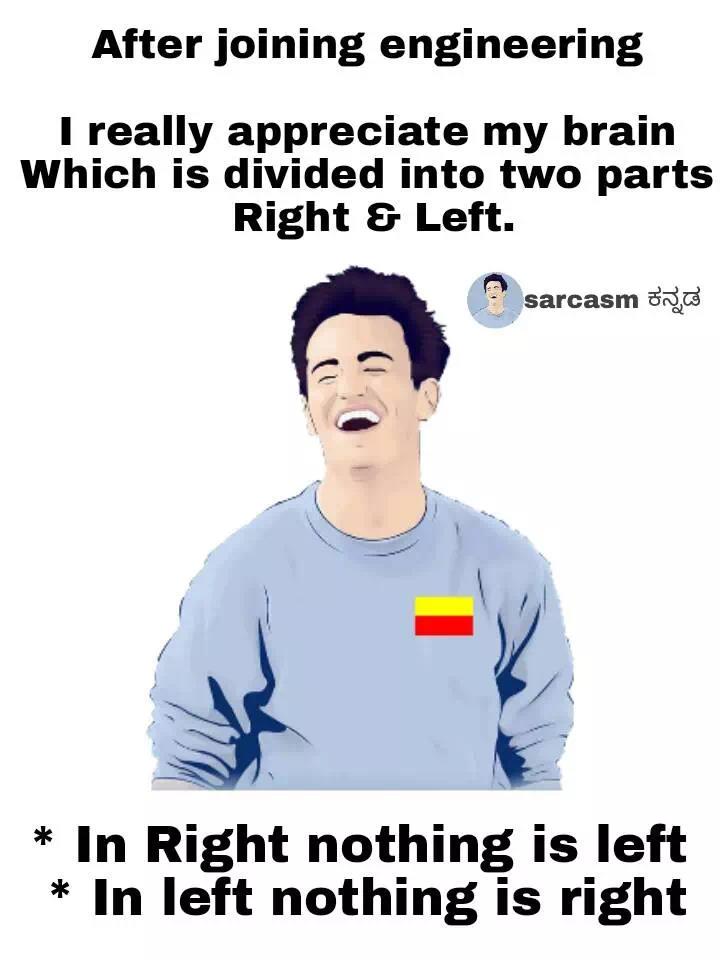 After joining engineering
I really appreciate my brain
Which is divided into two parts
Right & Left.
sarcasm ಕನ್ನಡ
* In Right nothing is left
* In left nothing is right